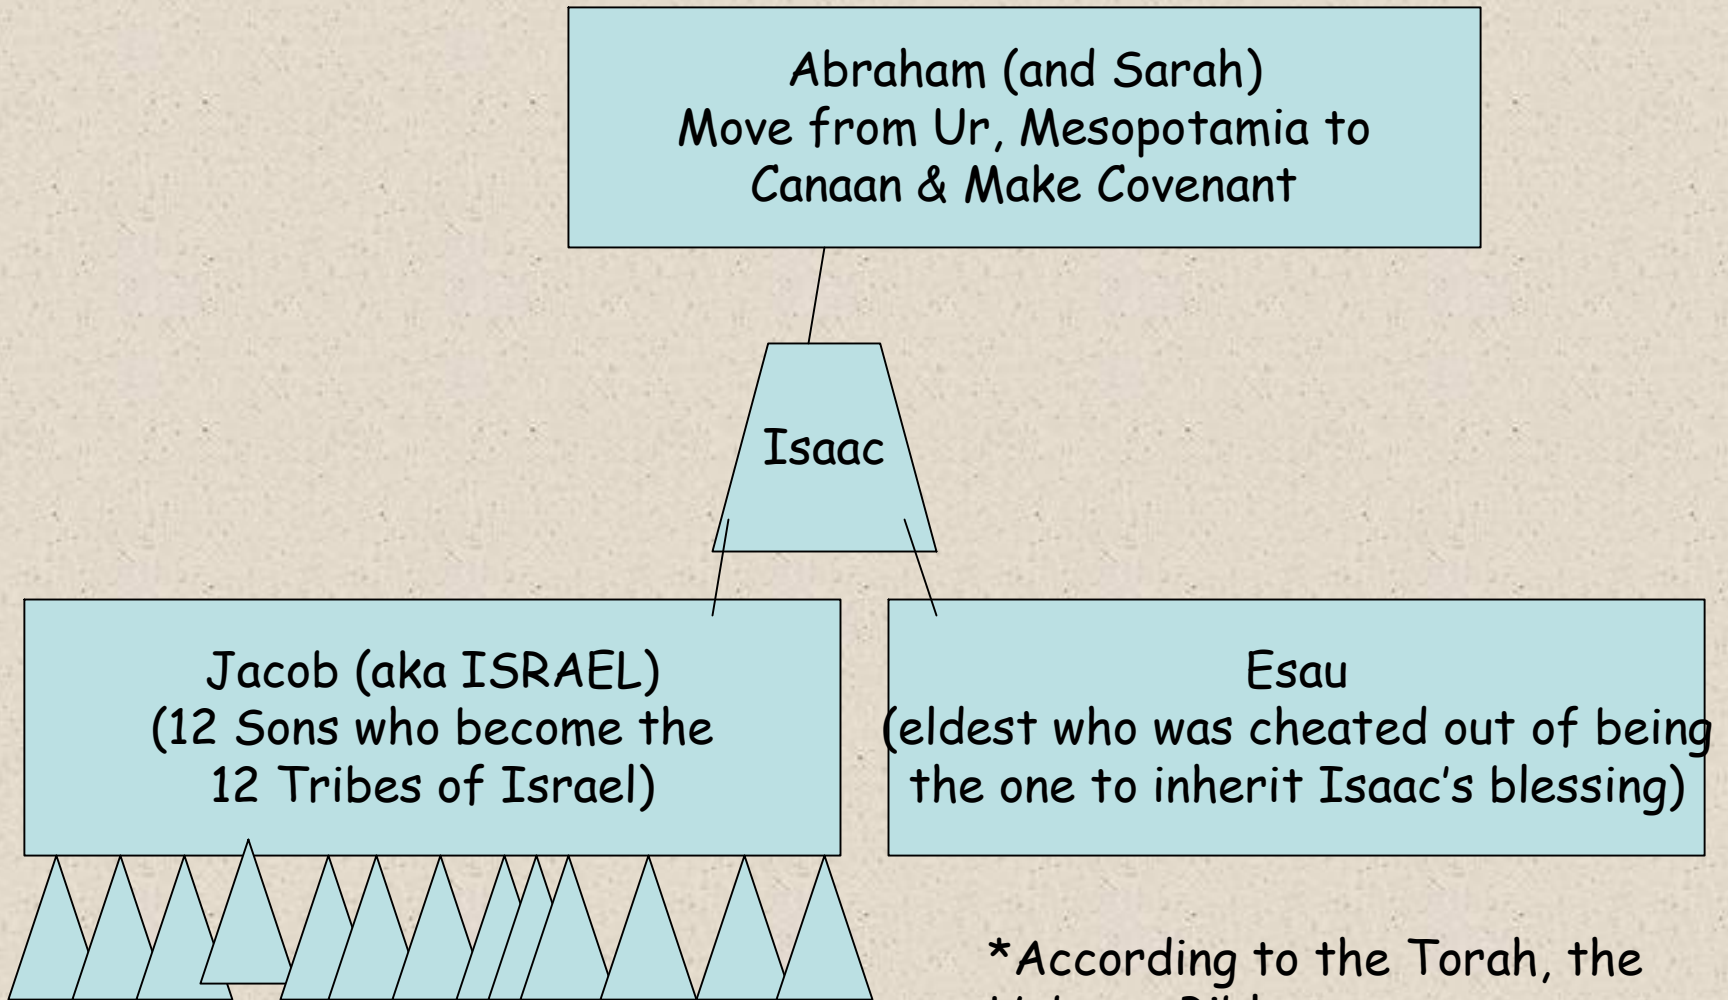 Abraham (and Sarah)
Move from Ur, Mesopotamia to
Canaan & Make Covenant
Isaac
Jacob (aka ISRAEL)
(12 Sons who become the
12 Tribes of Israel)
Esau
(eldest who was cheated out of being
the one to inherit Isaac’s blessing)
*According to the Torah, the